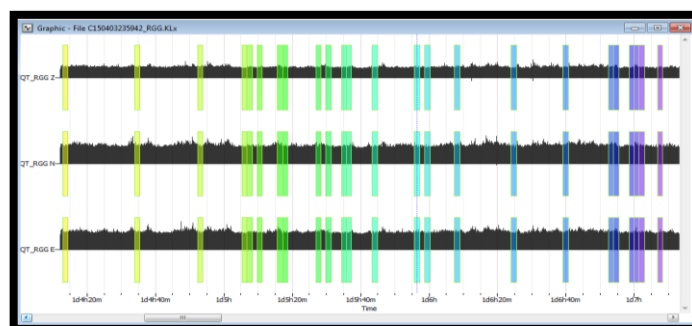 Graphic - File C150403235942_RGG.KLx
QT_RGG Z
QT_RGG N
QT_RGG E
1d4h20m 1d4h40m 1d5h 1d5h20m 1d5h40m 1d6h 1d6h20m 1d6h40m 1d7h
Time